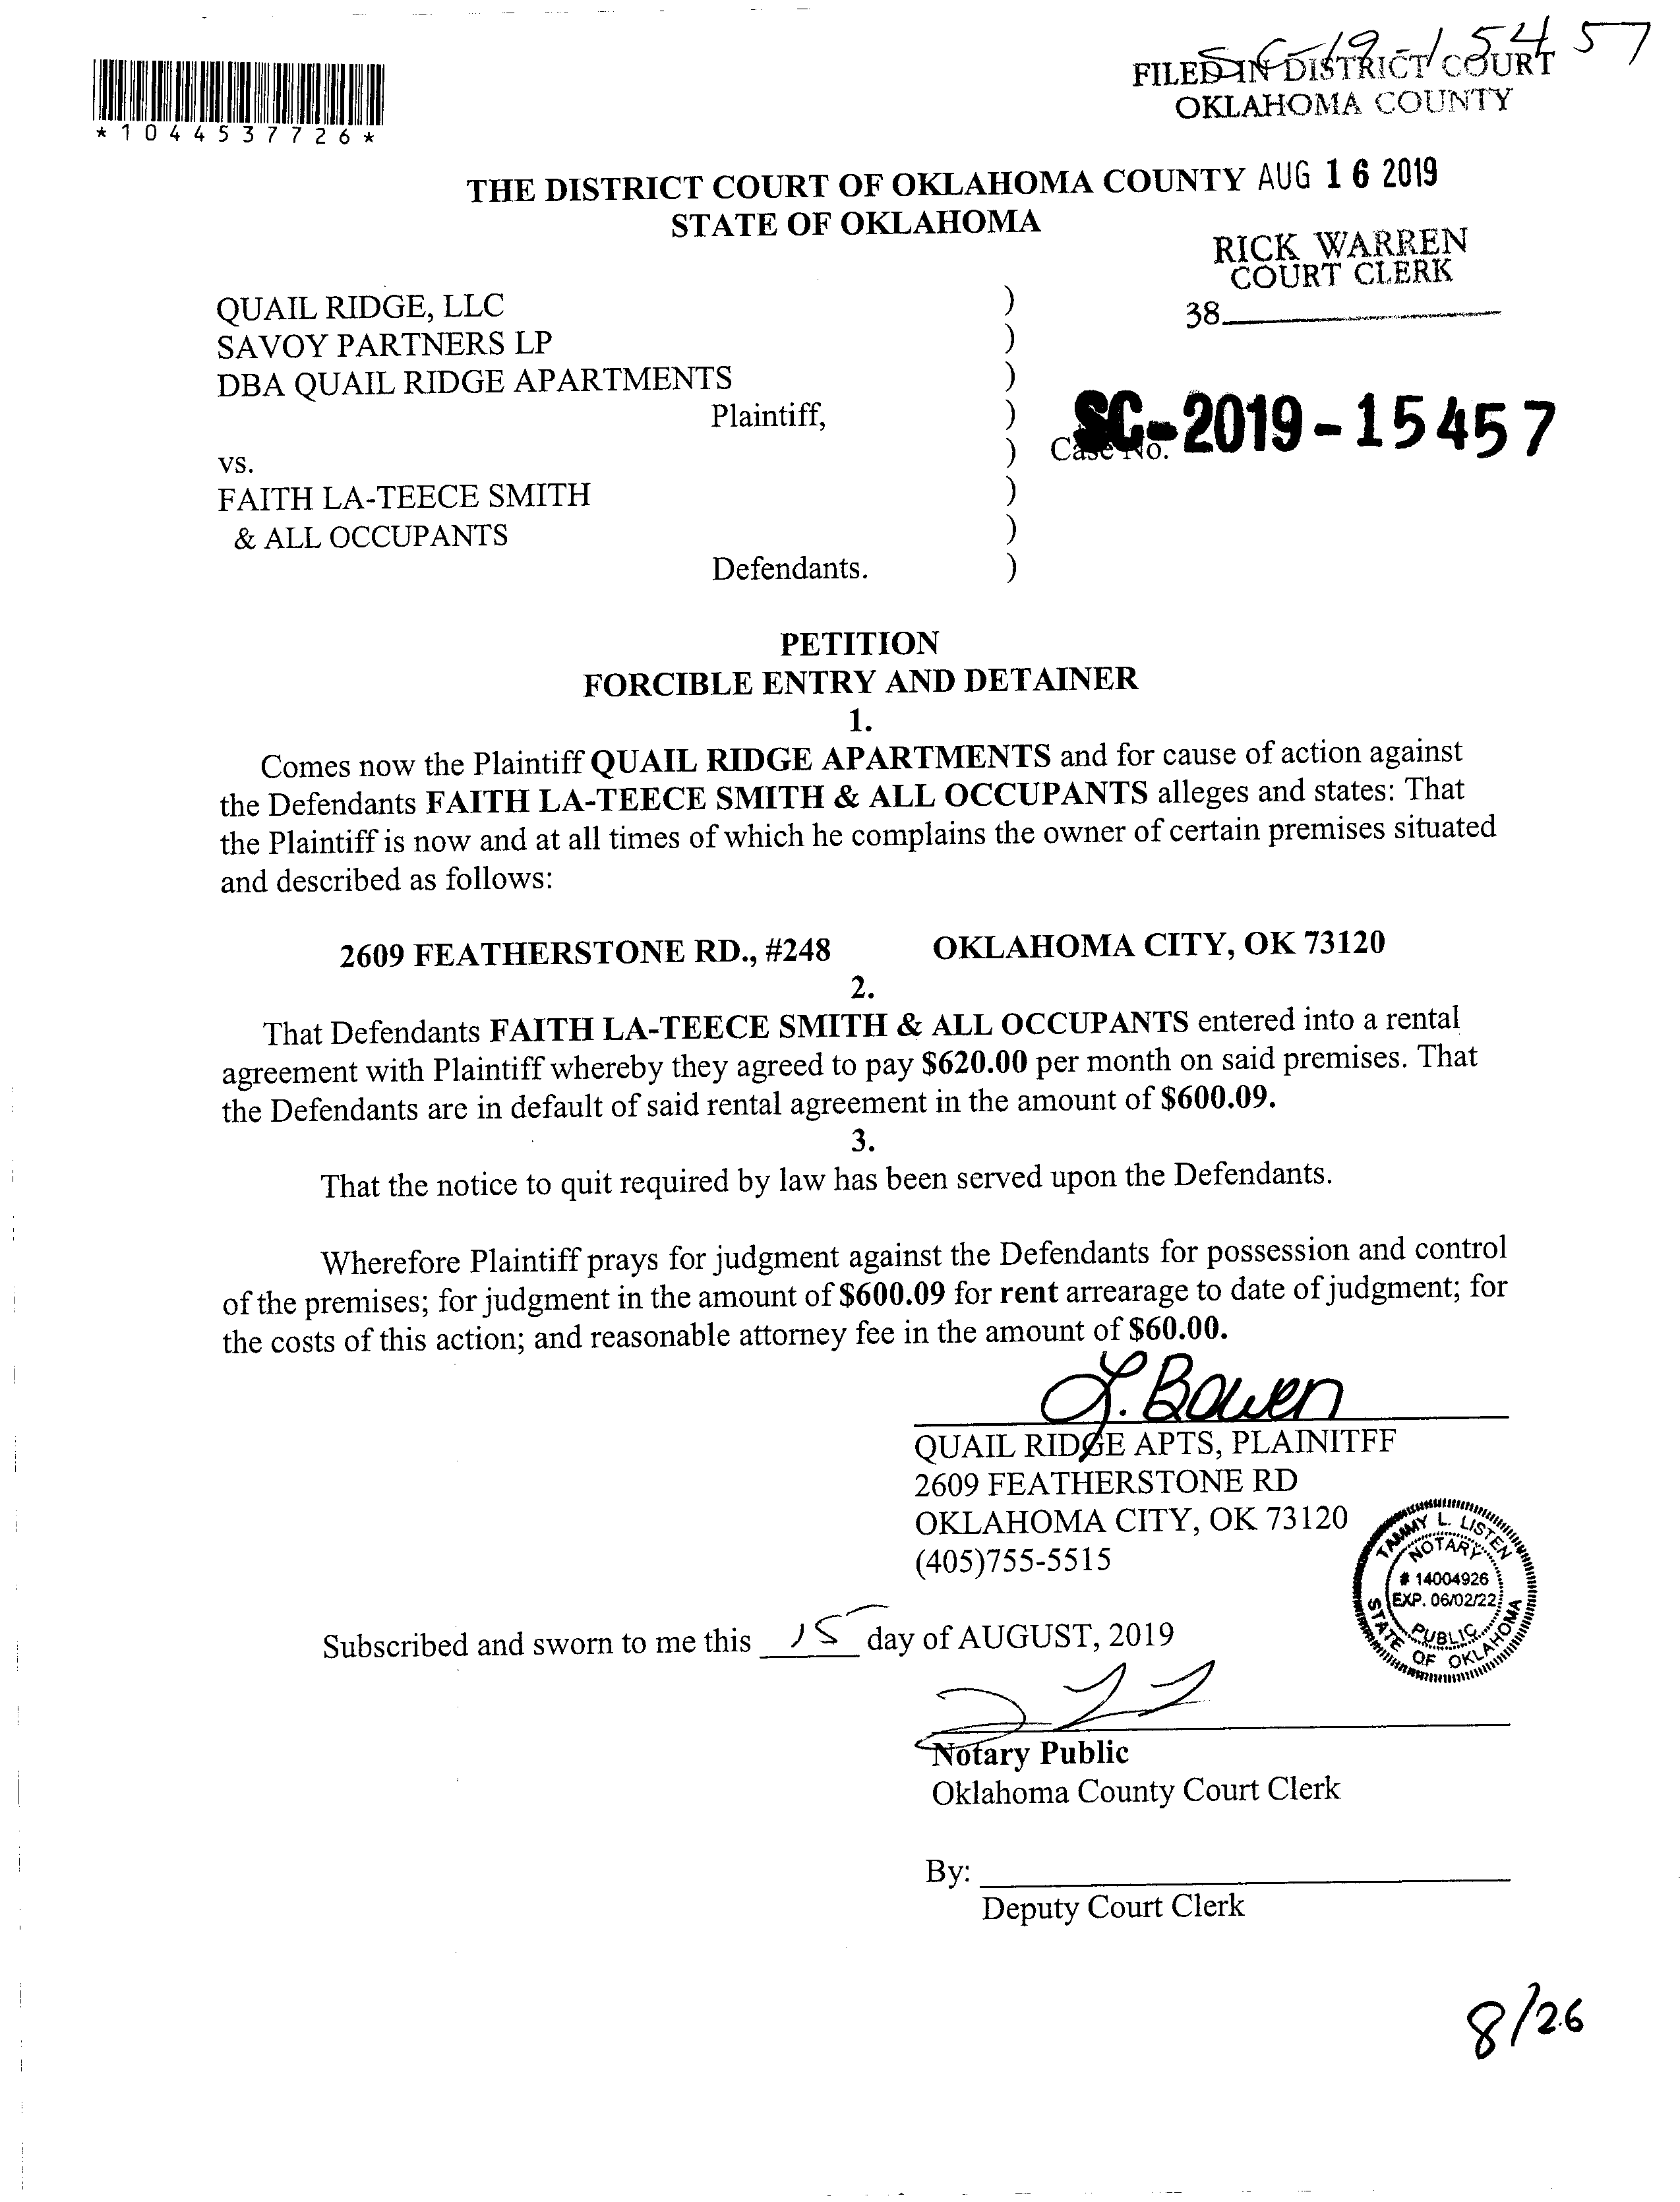 SC-19-15457
FILED IN DISTRICT COURT
OKLAHOMA COUNTY
*1044537726*
THE DISTRICT COURT OF OKLAHOMA COUNTY AUG 16 2019
STATE OF OKLAHOMA
RICK WARREN
COURT CLERK
38
QUAIL RIDGE, LLC )
SAVOY PARTNERS LP )
DBA QUAIL RIDGE APARTMENTS )
Plaintiff, )
) Case No. SC-2019-15457
vs.
FAITH LA-TEECE SMITH )
& ALL OCCUPANTS )
Defendants. )
PETITION
FORCIBLE ENTRY AND DETAINER
1.
Comes now the Plaintiff QUAIL RIDGE APARTMENTS and for cause of action against
the Defendants FAITH LA-TEECE SMITH & ALL OCCUPANTS alleges and states: That
the Plaintiff is now and at all times of which he complains the owner of certain premises situated
and described as follows:
2609 FEATHERSTONE RD., #248 OKLAHOMA CITY, OK 73120
2.
That Defendants FAITH LA-TEECE SMITH & ALL OCCUPANTS entered into a rental
agreement with Plaintiff whereby they agreed to pay $620.00 per month on said premises. That
the Defendants are in default of said rental agreement in the amount of $600.09.
3.
That the notice to quit required by law has been served upon the Defendants.
Wherefore Plaintiff prays for judgment against the Defendants for possession and control
of the premises; for judgment in the amount of $600.09 for rent arrearage to date of judgment; for
the costs of this action; and reasonable attorney fee in the amount of $60.00.
L. Bowen
QUAIL RIDGE APTS, PLAINITFF
2609 FEATHERSTONE RD
OKLAHOMA CITY, OK 73120
(405)755-5515
TAMMY L. LISTEN
NOTARY
# 14004926
EXP. 06/02/22
PUBLIC
STATE OF OKLAHOMA
Subscribed and sworn to me this 15 day of AUGUST, 2019
Notary Public
Oklahoma County Court Clerk
By:
Deputy Court Clerk
8/26